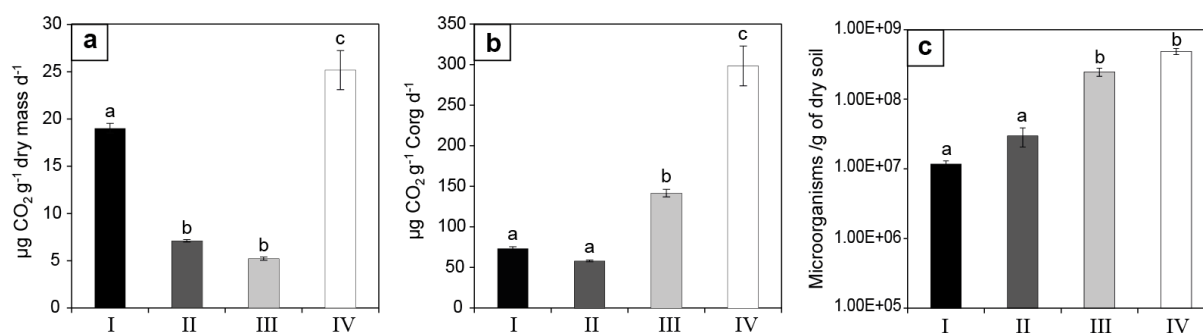 a
µg CO₂ g⁻¹ dry mass d⁻¹
30
25
20
15
10
5
0
a
b
b
c
I II III IV
b
µg CO₂ g⁻¹ Corg d⁻¹
350
300
250
200
150
100
50
0
a
a
b
c
I II III IV
c
Microorganisms /g of dry soil
1.00E+09
1.00E+08
1.00E+07
1.00E+06
1.00E+05
a
a
b
b
I II III IV